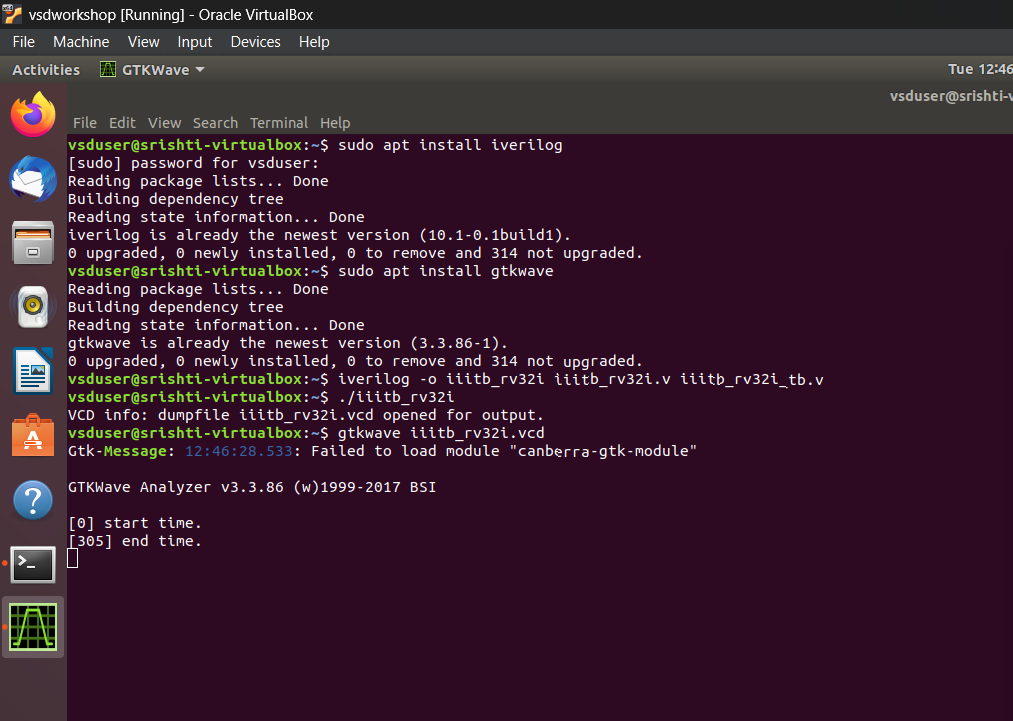 vsdworkshop [Running] - Oracle VirtualBox
File Machine View Input Devices Help
Activities GTKWave Tue 12:46
vsduser@srishti-v
File Edit View Search Terminal Help
vsduser@srishti-virtualbox:~$ sudo apt install iverilog
[sudo] password for vsduser:
Reading package lists... Done
Building dependency tree
Reading state information... Done
iverilog is already the newest version (10.1-0.1build1).
0 upgraded, 0 newly installed, 0 to remove and 314 not upgraded.
vsduser@srishti-virtualbox:~$ sudo apt install gtkwave
Reading package lists... Done
Building dependency tree
Reading state information... Done
gtkwave is already the newest version (3.3.86-1).
0 upgraded, 0 newly installed, 0 to remove and 314 not upgraded.
vsduser@srishti-virtualbox:~$ iverilog -o iiitb_rv32i iiitb_rv32i.v iiitb_rv32i_tb.v
vsduser@srishti-virtualbox:~$ ./iiitb_rv32i
VCD info: dumpfile iiitb_rv32i.vcd opened for output.
vsduser@srishti-virtualbox:~$ gtkwave iiitb_rv32i.vcd
Gtk-Message: 12:46:28.533: Failed to load module "canberra-gtk-module"
GTKWave Analyzer v3.3.86 (w)1999-2017 BSI
[0] start time.
[305] end time.